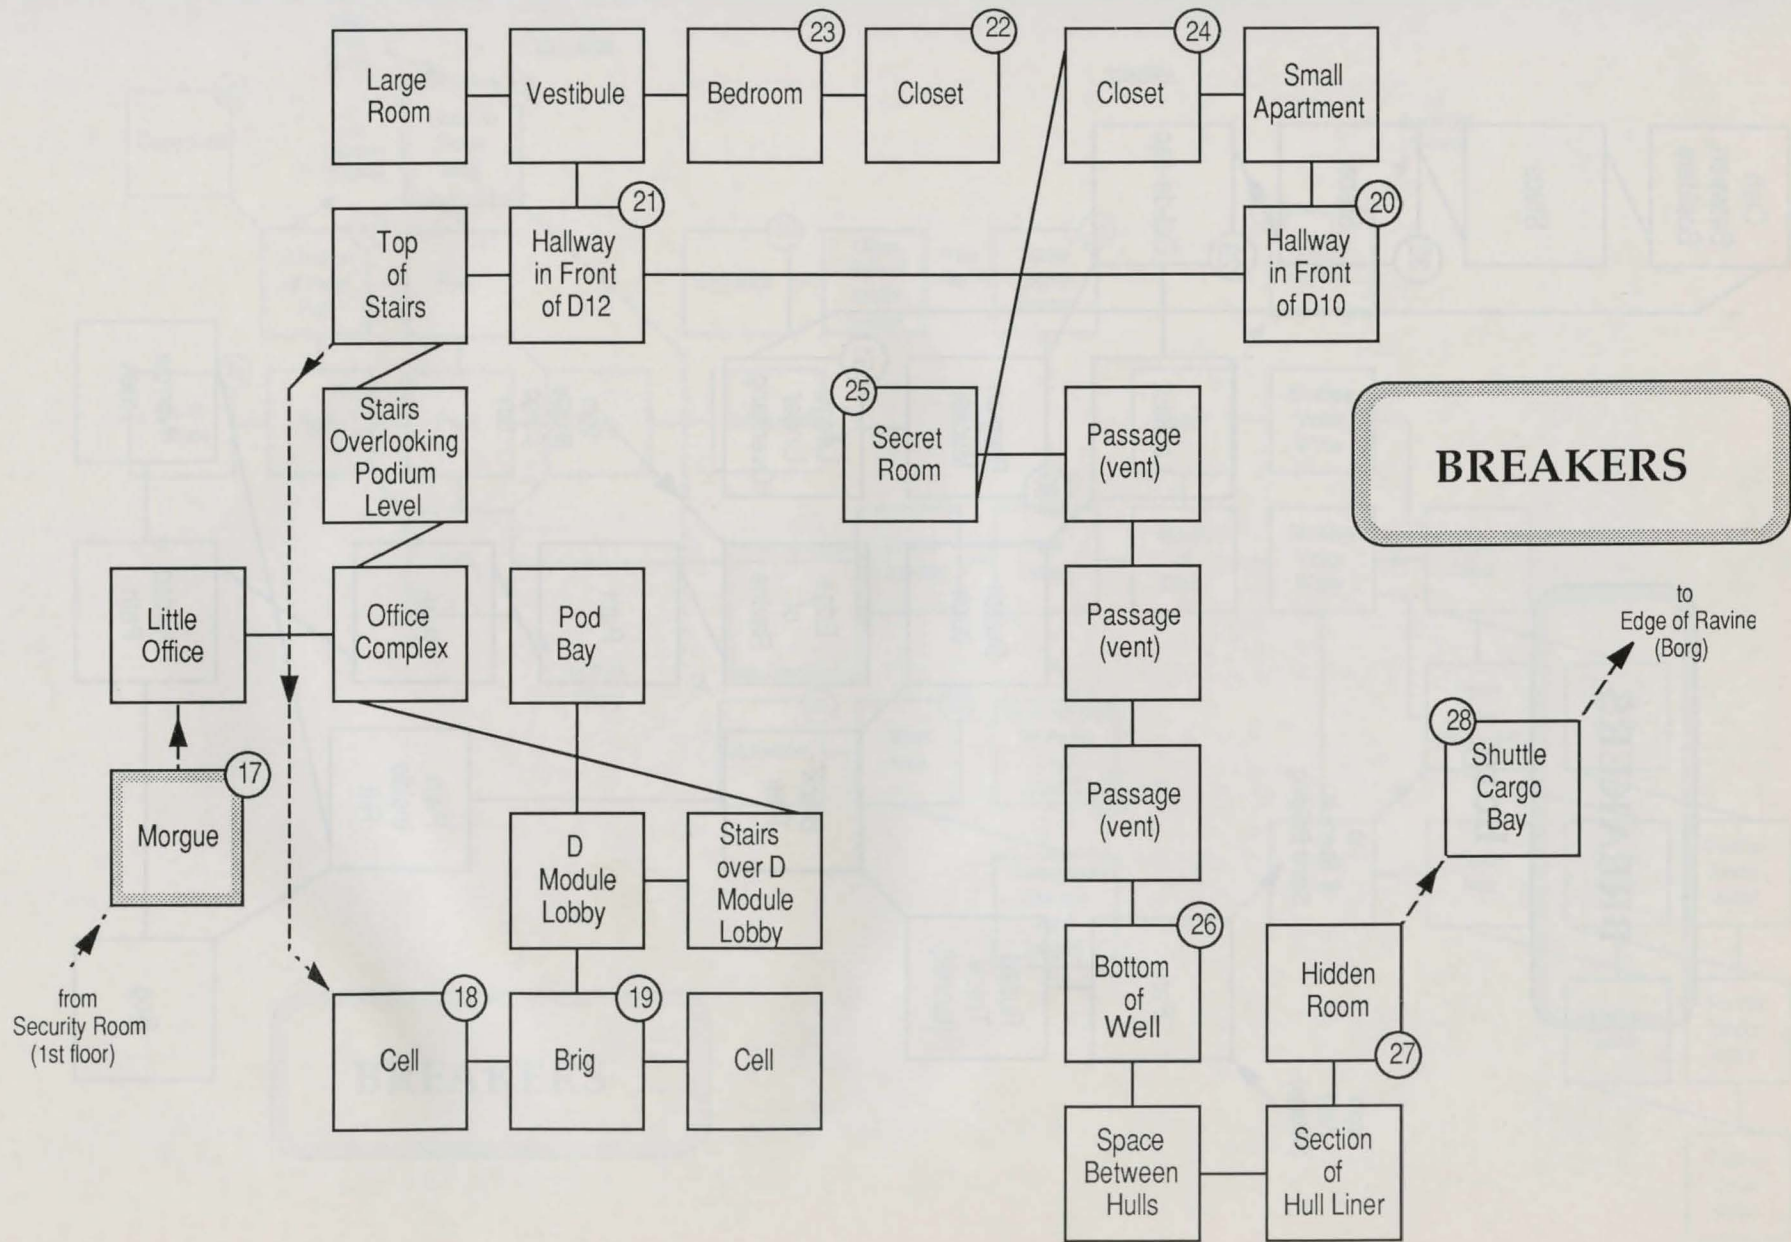 23
22
24
Large
Room
Vestibule
Bedroom
Closet
Closet
Small
Apartment
21
20
Top
of
Stairs
Hallway
in Front
of D12
Hallway
in Front
of D10
25
Stairs
Overlooking
Podium
Level
Secret
Room
Passage
(vent)
BREAKERS
Little
Office
Office
Complex
Pod
Bay
Passage
(vent)
to
Edge of Ravine
(Borg)
17
Morgue
D
Module
Lobby
Stairs
over D
Module
Lobby
Passage
(vent)
28
Shuttle
Cargo
Bay
from
Security Room
(1st floor)
18
Cell
19
Brig
Cell
26
Bottom
of
Well
Hidden
Room
27
Space
Between
Hulls
Section
of
Hull Liner